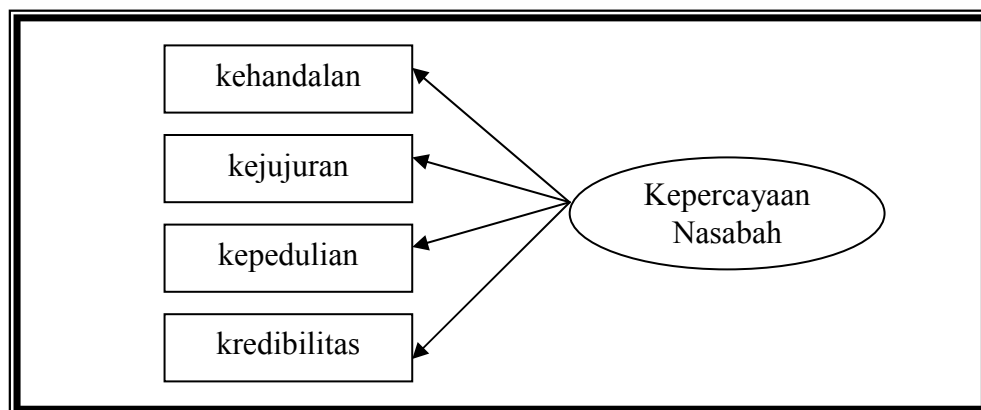 kehandalan
kejujuran
kepedulian
kredibilitas
Kepercayaan
Nasabah